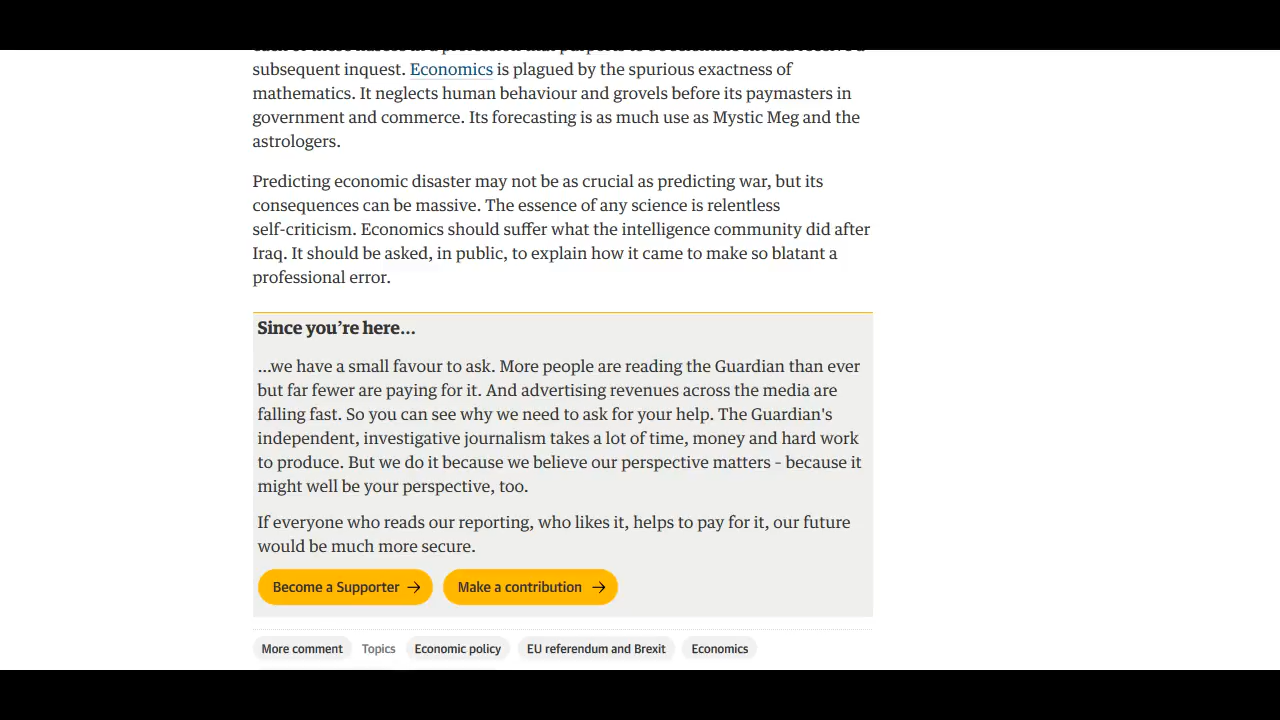 subsequent inquest. Economics is plagued by the spurious exactness of
mathematics. It neglects human behaviour and grovels before its paymasters in
government and commerce. Its forecasting is as much use as Mystic Meg and the
astrologers.
Predicting economic disaster may not be as crucial as predicting war, but its
consequences can be massive. The essence of any science is relentless
self-criticism. Economics should suffer what the intelligence community did after
Iraq. It should be asked, in public, to explain how it came to make so blatant a
professional error.
Since you’re here…
…we have a small favour to ask. More people are reading the Guardian than ever
but far fewer are paying for it. And advertising revenues across the media are
falling fast. So you can see why we need to ask for your help. The Guardian's
independent, investigative journalism takes a lot of time, money and hard work
to produce. But we do it because we believe our perspective matters – because it
might well be your perspective, too.
If everyone who reads our reporting, who likes it, helps to pay for it, our future
would be much more secure.
Become a Supporter → Make a contribution →
More comment Topics Economic policy EU referendum and Brexit Economics